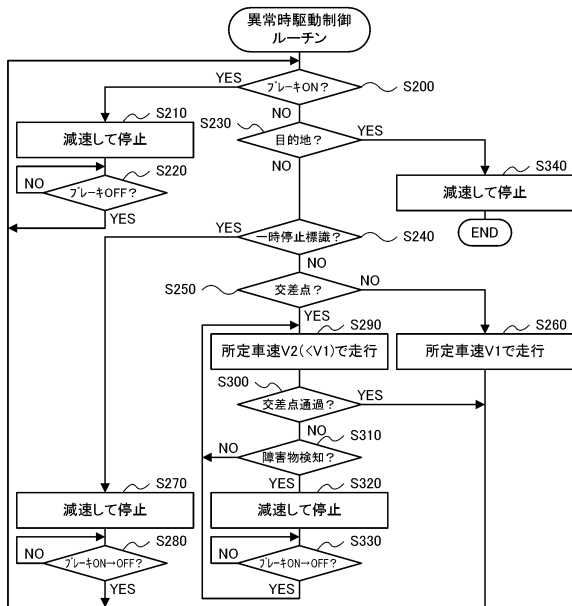 異常時駆動制御
ルーチン
YES
ブレーキON?
S200
NO
S210
減速して停止
S230
目的地?
YES
NO
S220
NO
ブレーキOFF?
YES
S340
減速して停止
END
YES
一時停止標識?
S240
NO
S250
交差点?
NO
YES
S290
所定車速V2(<V1)で走行
S260
所定車速V1で走行
S300
交差点通過?
YES
NO
S310
NO
障害物検知?
YES
S270
減速して停止
S320
減速して停止
S280
NO
ブレーキON→OFF?
YES
S330
NO
ブレーキON→OFF?
YES